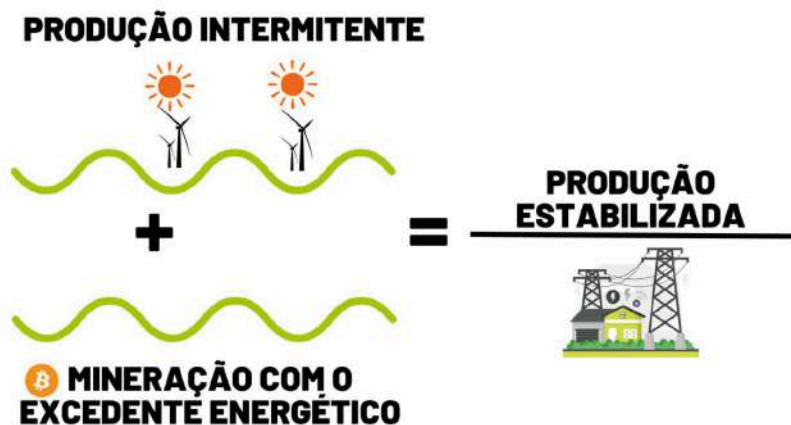 PRODUÇÃO INTERMITENTE
+
=
PRODUÇÃO
ESTABILIZADA
₿ MINERAÇÃO COM O
EXCEDENTE ENERGÉTICO